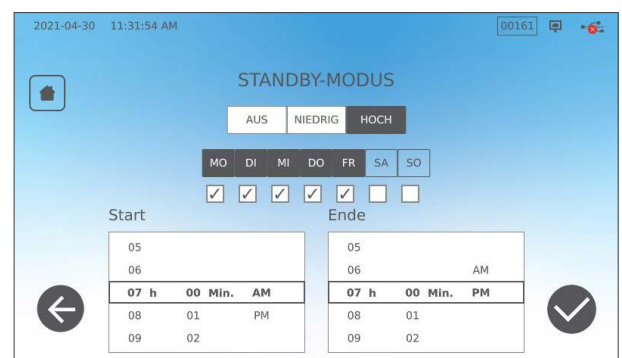 2021-04-30 11:31:54 AM 00161
STANDBY-MODUS
AUS NIEDRIG HOCH
MO DI MI DO FR SA SO
Start Ende
05 05
06 06 AM
07 h 00 Min. AM 07 h 00 Min. PM
08 01 PM 08 01
09 02 09 02